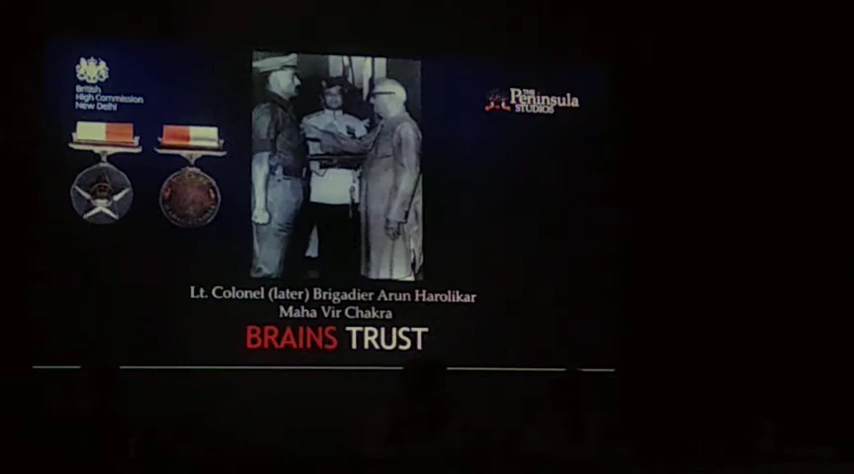 British
High Commission
New Delhi
THE
Peninsula
STUDIOS
Lt. Colonel (later) Brigadier Arun Harolikar
Maha Vir Chakra
BRAINS TRUST